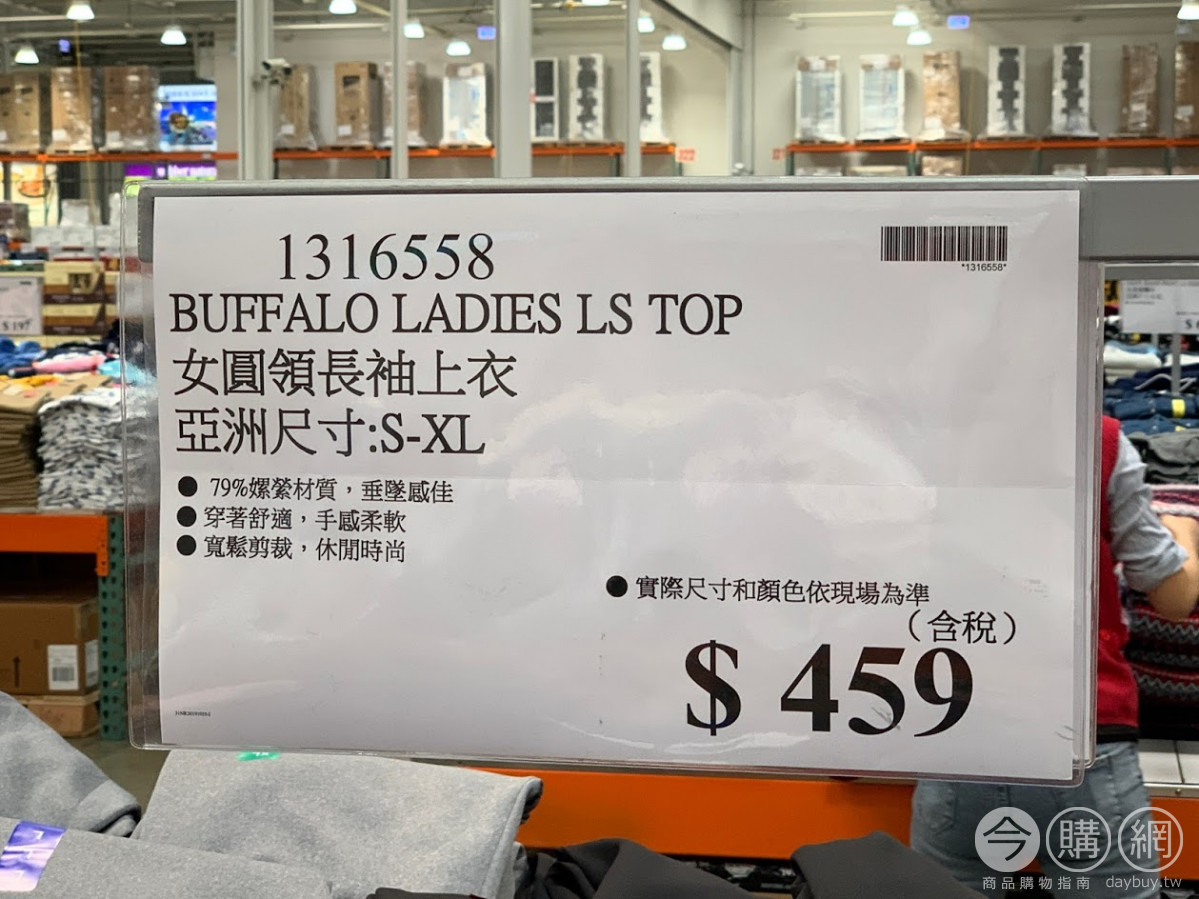 1316558
*1316558*
BUFFALO LADIES LS TOP
女圓領長袖上衣
亞洲尺寸:S-XL
● 79%嫘縈材質，垂墜感佳
● 穿著舒適，手感柔軟
● 寬鬆剪裁，休閒時尚
● 實際尺寸和顏色依現場為準
（含稅）
$ 459
今購網
商品購物指南 daybuy.tw